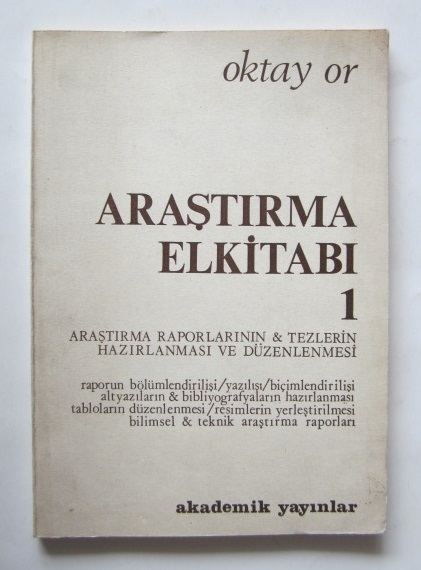 oktay or
ARAŞTIRMA
ELKİTABI
1
ARAŞTIRMA RAPORLARININ & TEZLERİN
HAZIRLANMASI VE DÜZENLENMESİ
raporun bölümlendirilişi/yazılışı/biçimlendirilişi
altyazıların & bibliyografyaların hazırlanması
tabloların düzenlenmesi/resimlerin yerleştirilmesi
bilimsel & teknik araştırma raporları
akademik yayınlar